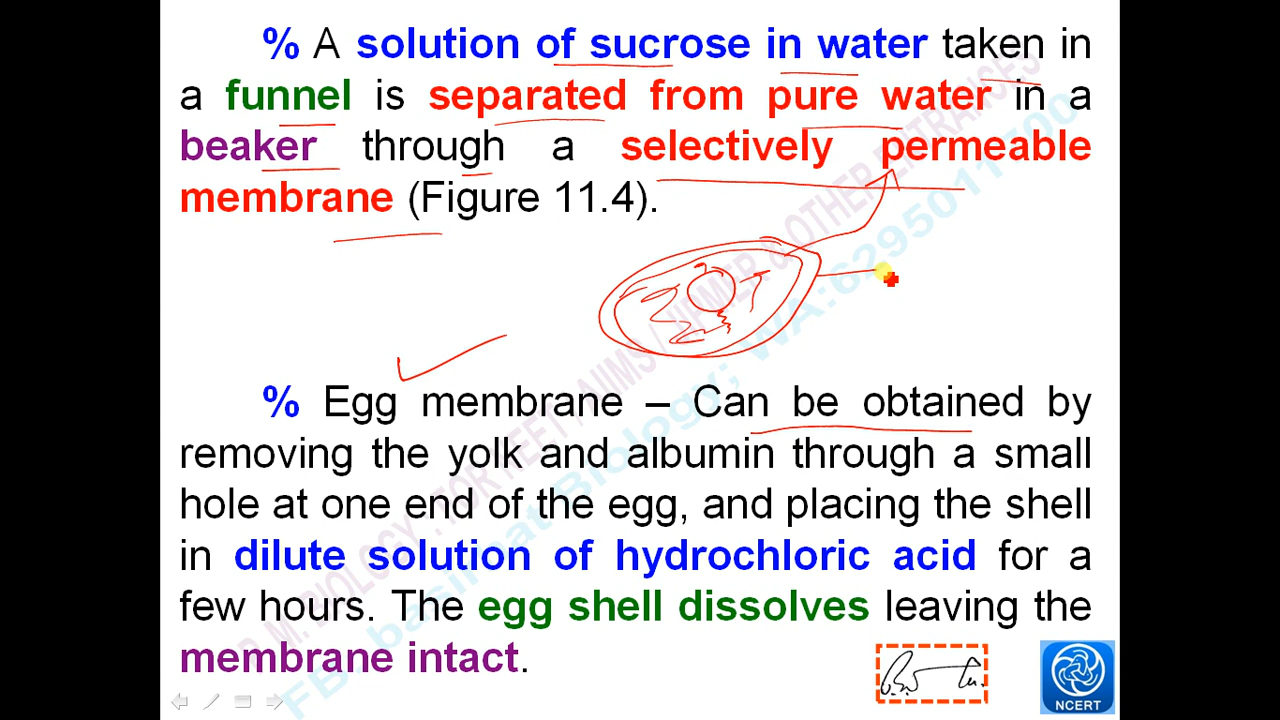 % A solution of sucrose in water taken in
a funnel is separated from pure water in a
beaker through a selectively permeable
membrane (Figure 11.4).
% Egg membrane – Can be obtained by
removing the yolk and albumin through a small
hole at one end of the egg, and placing the shell
in dilute solution of hydrochloric acid for a
few hours. The egg shell dissolves leaving the
membrane intact.
NCERT